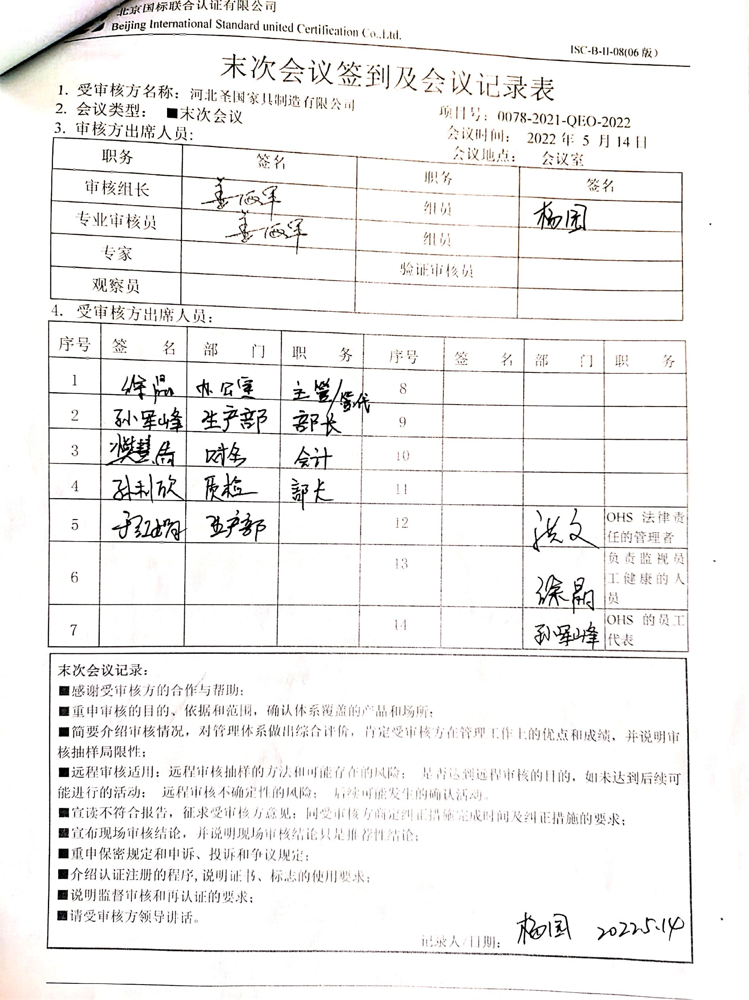 北京国标联合认证有限公司
Beijing International Standard united Certification Co.,Ltd.
ISC-B-II-08(06 版)
末次会议签到及会议记录表
1. 受审核方名称：河北圣国家具制造有限公司
项目号：0078-2021-QEO-2022
2. 会议类型： ■末次会议
会议时间： 2022 年 5 月 14 日
3. 审核方出席人员:
会议地点： 会议室
职务 签名 职务 签名
审核组长 姜海军 组员 杨园
专业审核员 姜海军 组员
专家 验证审核员
观察员
4. 受审核方出席人员:
序号 签 名 部 门 职 务 序号 签 名 部 门 职 务
1 徐晶 办公室 主管/管代 8
2 孙军峰 生产部 部长 9
3 樊慧倩 财务 会计 10
4 孙利欣 质检 部长 11
5 生产部 12 洪文 OHS 法律责
任的管理者
6 13 徐晶 负责监视员
工健康的人
员
7 14 孙军峰 OHS 的员工
代表
末次会议记录：
■感谢受审核方的合作与帮助；
■重申审核的目的、依据和范围，确认体系覆盖的产品和场所；
■简要介绍审核情况，对管理体系做出综合评价，肯定受审核方在管理工作上的优点和成绩，并说明审
核抽样局限性；
■远程审核适用：远程审核抽样的方法和可能存在的风险； 是否达到远程审核的目的，如未达到后续可
能进行的活动； 远程审核不确定性的风险； 后续可能发生的确认活动。
■宣读不符合报告，征求受审核方意见；同受审核方商定纠正措施完成时间及纠正措施的要求；
■宣布现场审核结论，并说明现场审核结论只是推荐性结论；
■重申保密规定和申诉、投诉和争议规定；
■介绍认证注册的程序,说明证书、标志的使用要求；
■说明监督审核和再认证的要求；
■请受审核方领导讲话。
记录人/日期： 杨园 2022.5.14